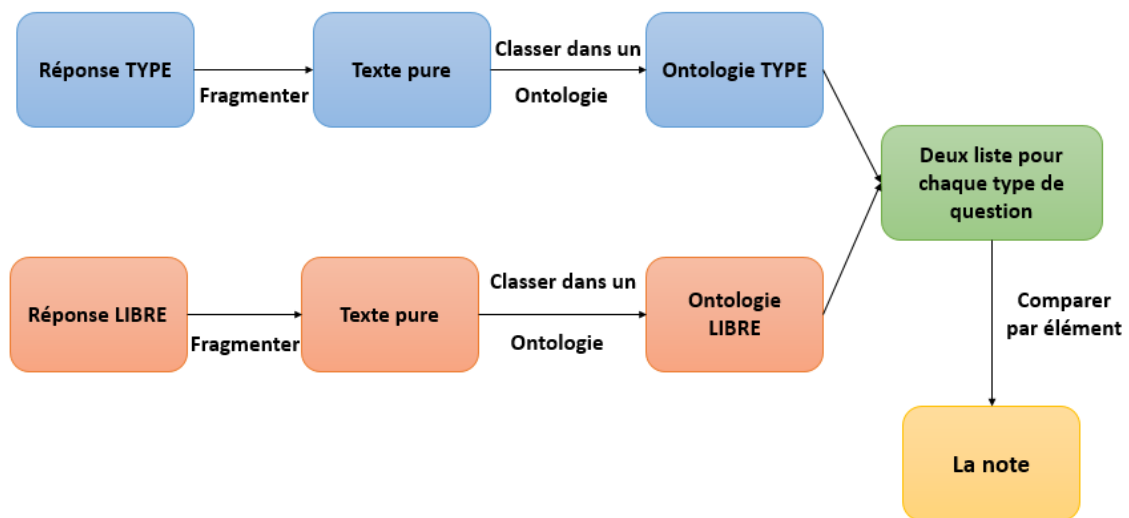 Réponse TYPE
Fragmenter
Texte pure
Classer dans un
Ontologie
Ontologie TYPE
Deux liste pour
chaque type de
question
Réponse LIBRE
Fragmenter
Texte pure
Classer dans un
Ontologie
Ontologie
LIBRE
Comparer
par élément
La note